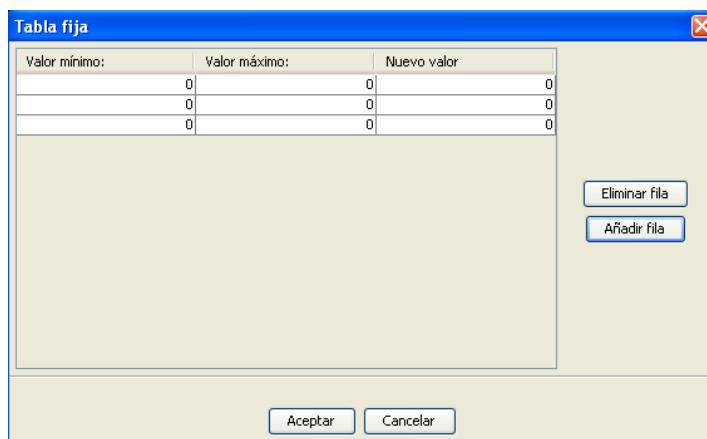 Tabla fija
Valor mínimo: Valor máximo: Nuevo valor
0 0 0
0 0 0
0 0 0
Eliminar fila
Añadir fila
Aceptar Cancelar